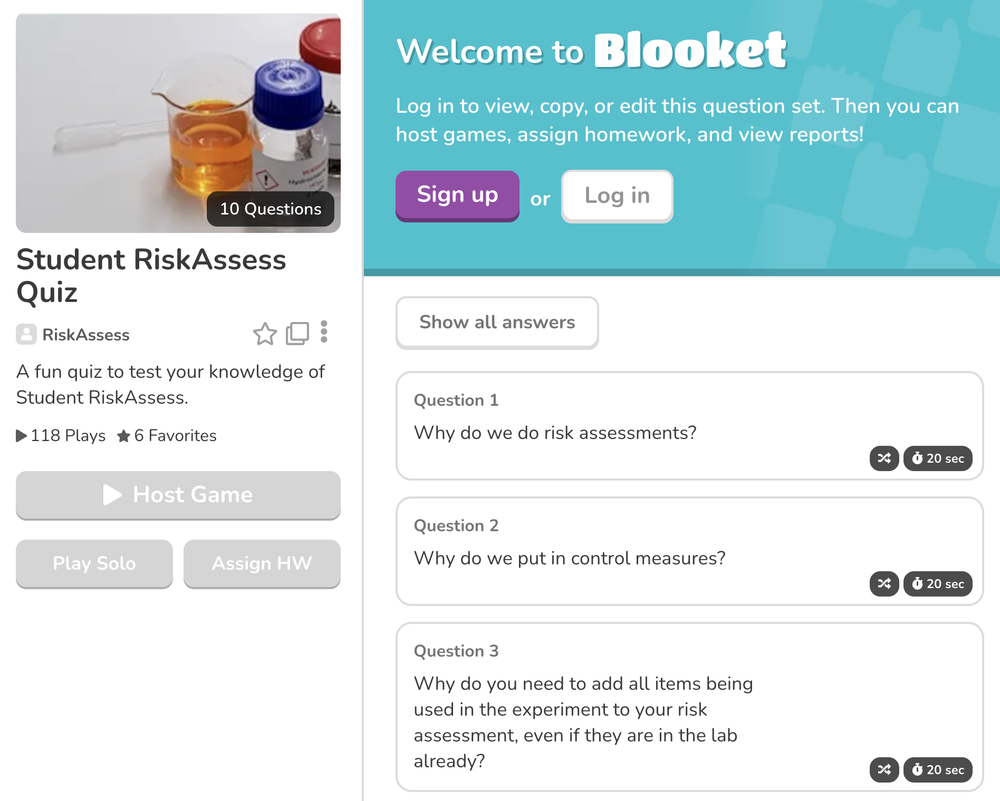 10 Questions
Student RiskAssess
Quiz
RiskAssess
A fun quiz to test your knowledge of
Student RiskAssess.
118 Plays 6 Favorites
Host Game
Play Solo Assign HW
Welcome to Blooket
Log in to view, copy, or edit this question set. Then you can
host games, assign homework, and view reports!
Sign up or Log in
Show all answers
Question 1
Why do we do risk assessments?
20 sec
Question 2
Why do we put in control measures?
20 sec
Question 3
Why do you need to add all items being
used in the experiment to your risk
assessment, even if they are in the lab
already?
20 sec